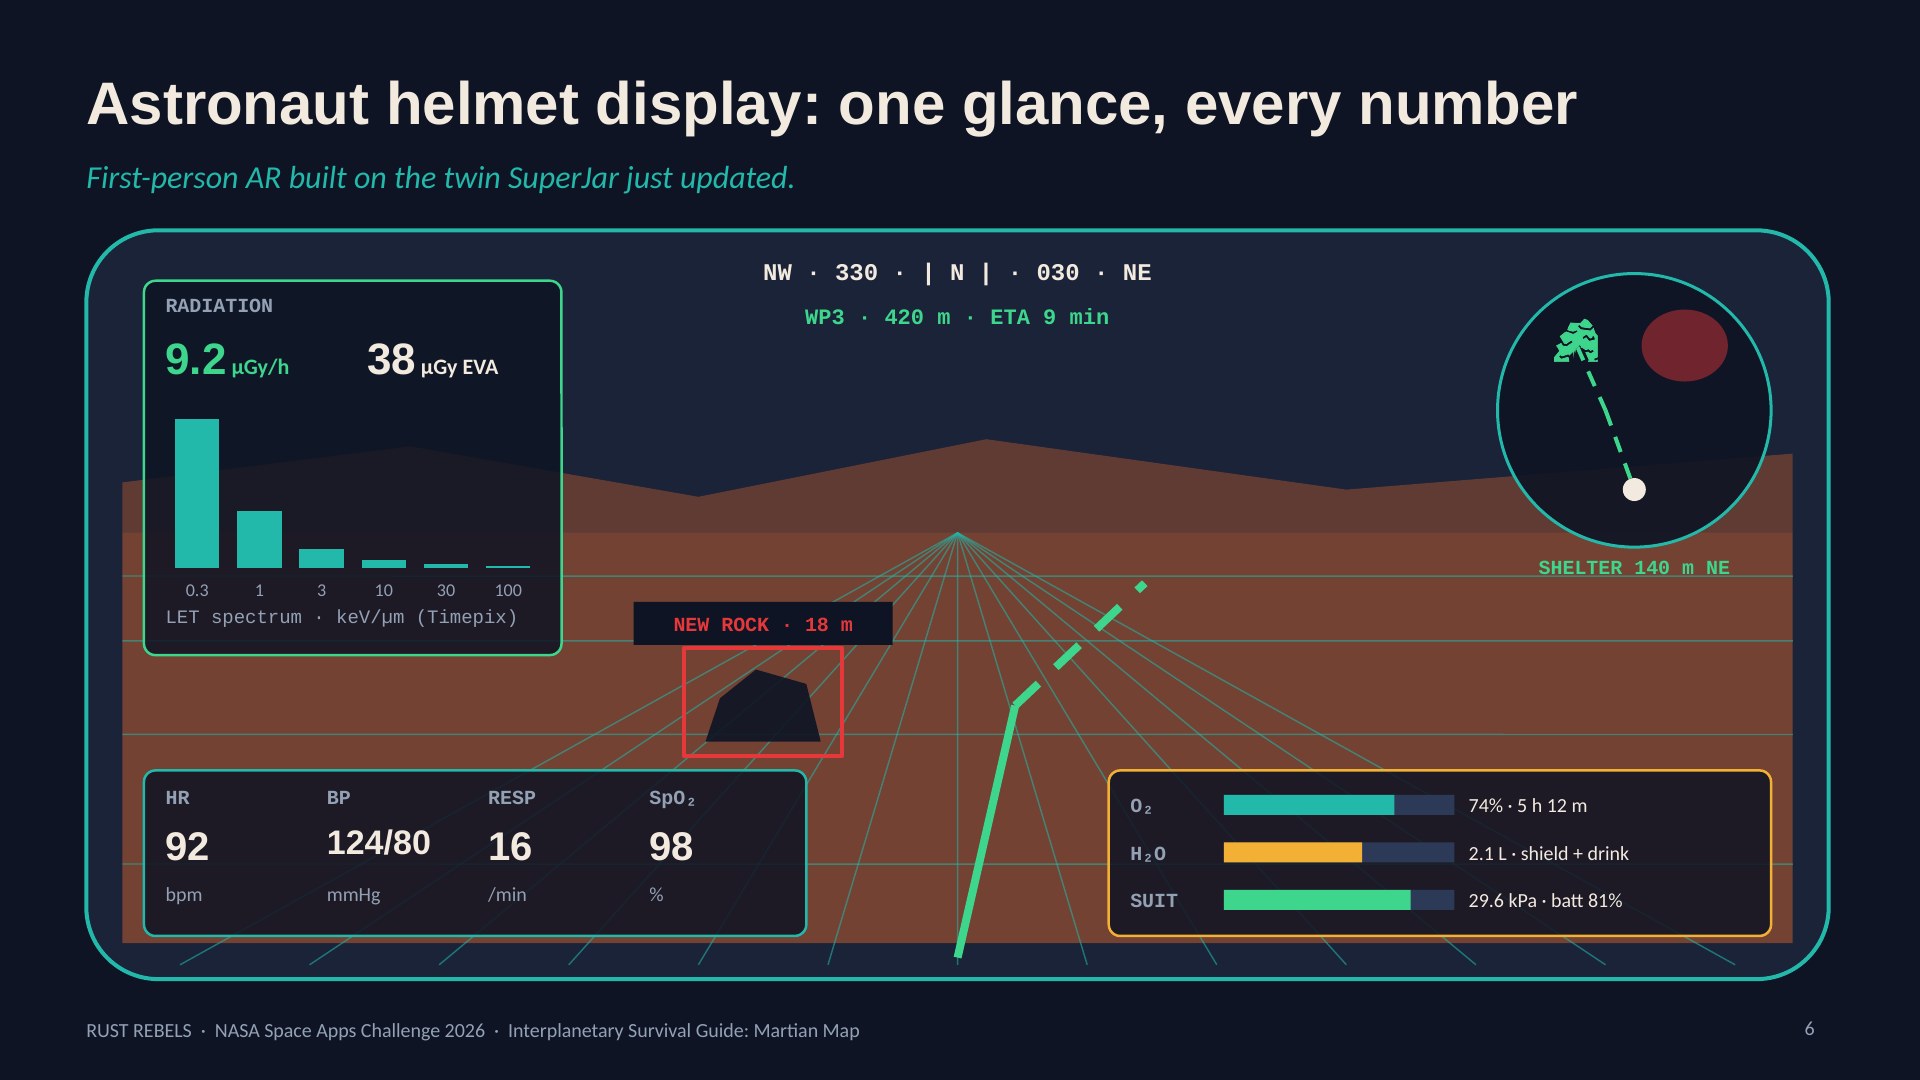 Astronaut helmet display: one glance, every number
First-person AR built on the twin SuperJar just updated.
NW · 330 · | N | · 030 · NE
WP3 · 420 m · ETA 9 min
RADIATION
9.2 µGy/h 38 µGy EVA
0.3 1 3 10 30 100
LET spectrum · keV/µm (Timepix)
SHELTER 140 m NE
NEW ROCK · 18 m
HR BP RESP SpO₂
92 124/80 16 98
bpm mmHg /min %
O₂ 74% · 5 h 12 m
H₂O 2.1 L · shield + drink
SUIT 29.6 kPa · batt 81%
RUST REBELS · NASA Space Apps Challenge 2026 · Interplanetary Survival Guide: Martian Map
6